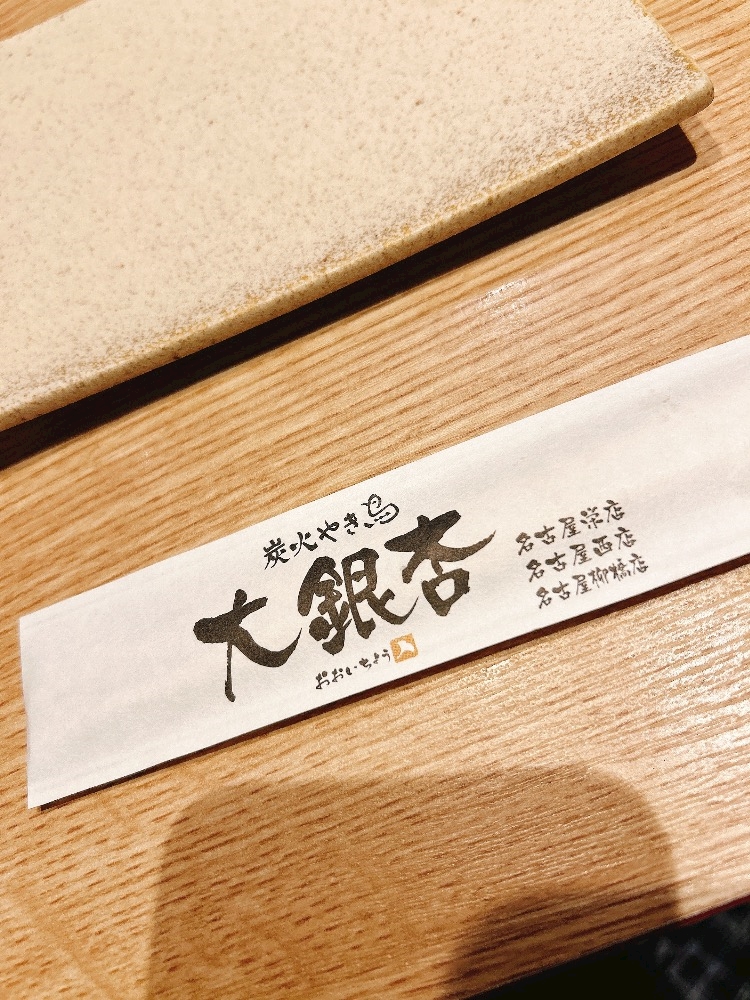 炭火やき鳥
大銀杏
おおいちょう
名古屋栄店
名古屋西店
名古屋柳橋店